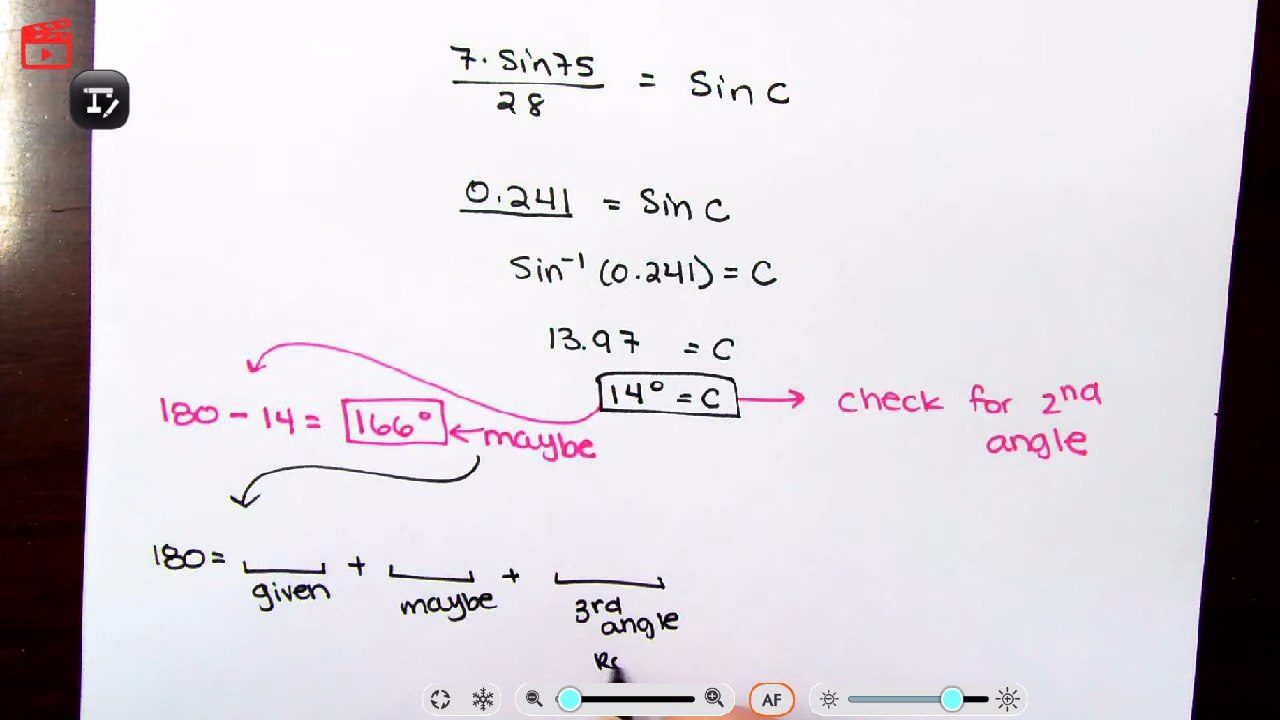 7. Sin75
28
= Sin C
0.241 = Sin C
Sin⁻¹ (0.241) = C
13.97 = C
14° = C
check for 2nd
angle
180 - 14 = 166° maybe
180 = + +
given maybe 3rd
angle
AF